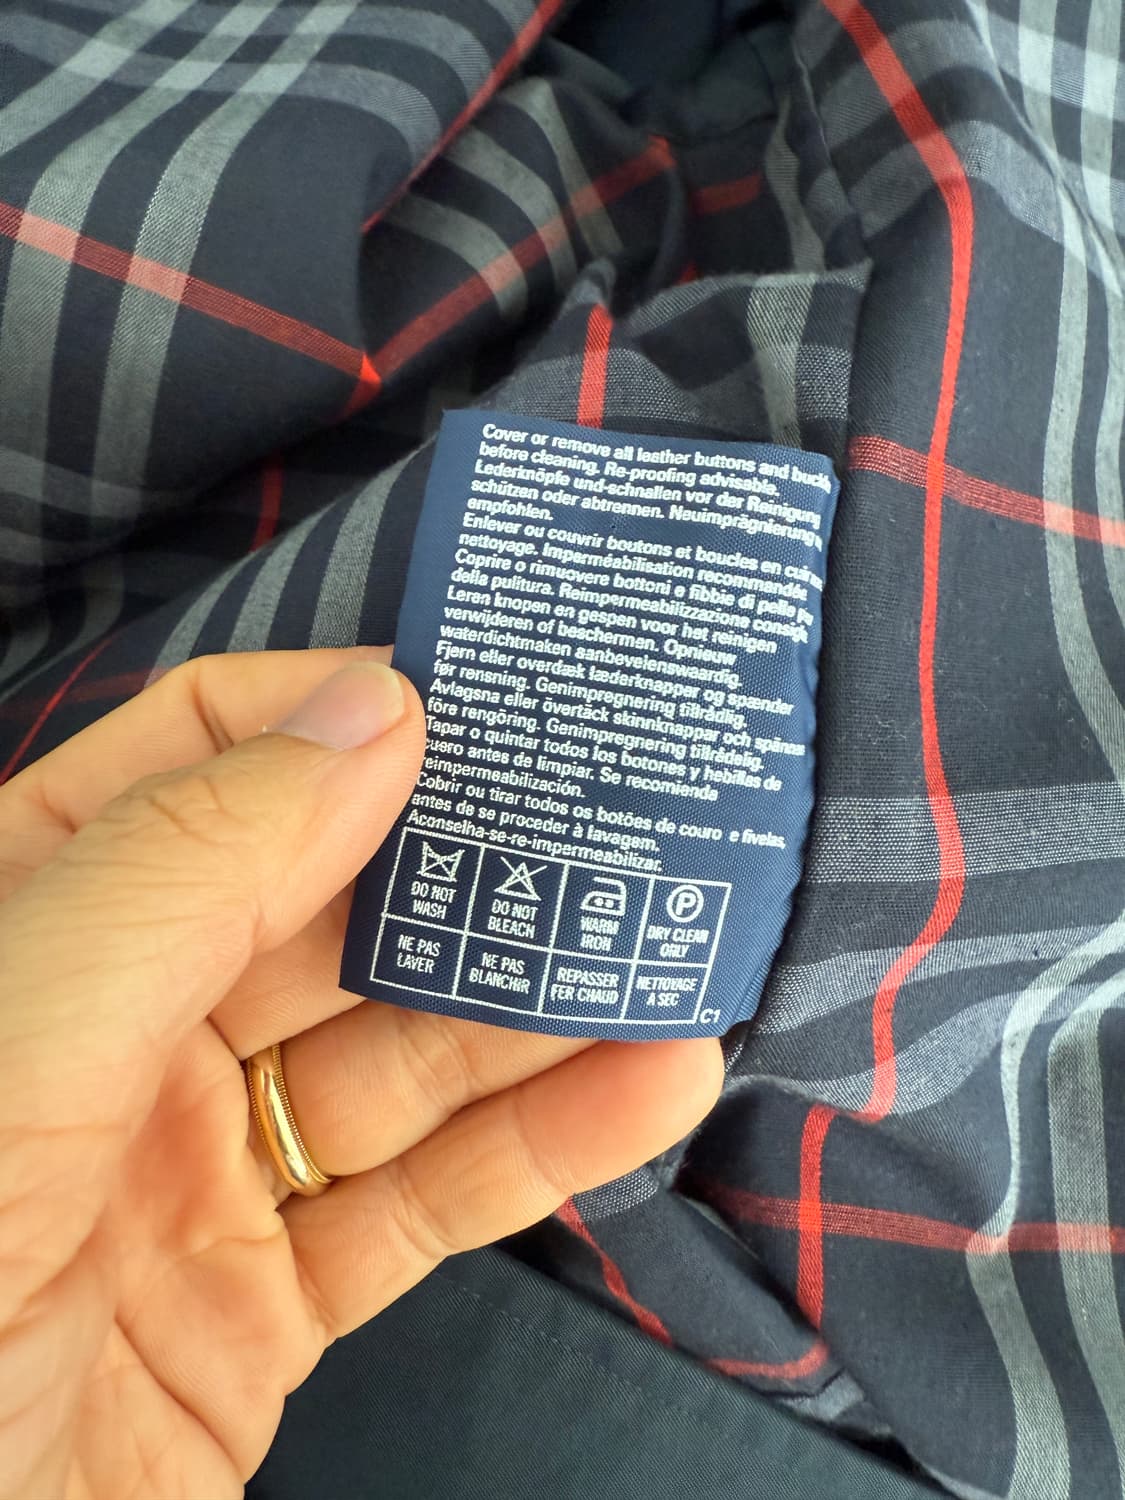 Cover or remove all leather buttons and
before cleaning. Re-proofing advisable.
Lederknöpfe und-schnallen vor der Reinigung
schützen oder abtrennen. Neuimprägnierung
empfohlen.
Enlever ou couvrir boutons et boucles en
nettoyage. Imperméabilisation recommandée
Coprire o rimuovere bottoni e fibbie di pelle
della pulitura. Reimpermeabilizzazione
Leren knopen en gespen voor het reinigen
verwijderen of beschermen. Opnieuw
waterdichtmaken aanbevelenswaardig.
Fjern eller overdæk læderknapper og spænder
før rensning. Genimpregnering tilrådlig.
Avlagsna eller övertäck skinnknappar och
före rengöring. Genimpregnering tillrådelig.
Tapar o quintar todos los botones y hebillas de
cuero antes de limpiar. Se recomienda
reimpermeabilización.
Cobrir ou tirar todos os botões de couro e fivelas,
antes de se proceder à lavagem.
Aconselha-se-re-impermeabilizar.
DO NOT WASH
DO NOT BLEACH
WARM IRON
P
DRY CLEAN ONLY
NE PAS LAVER
NE PAS BLANCHIR
REPASSER FER CHAUD
NETTOYAGE A SEC
C1